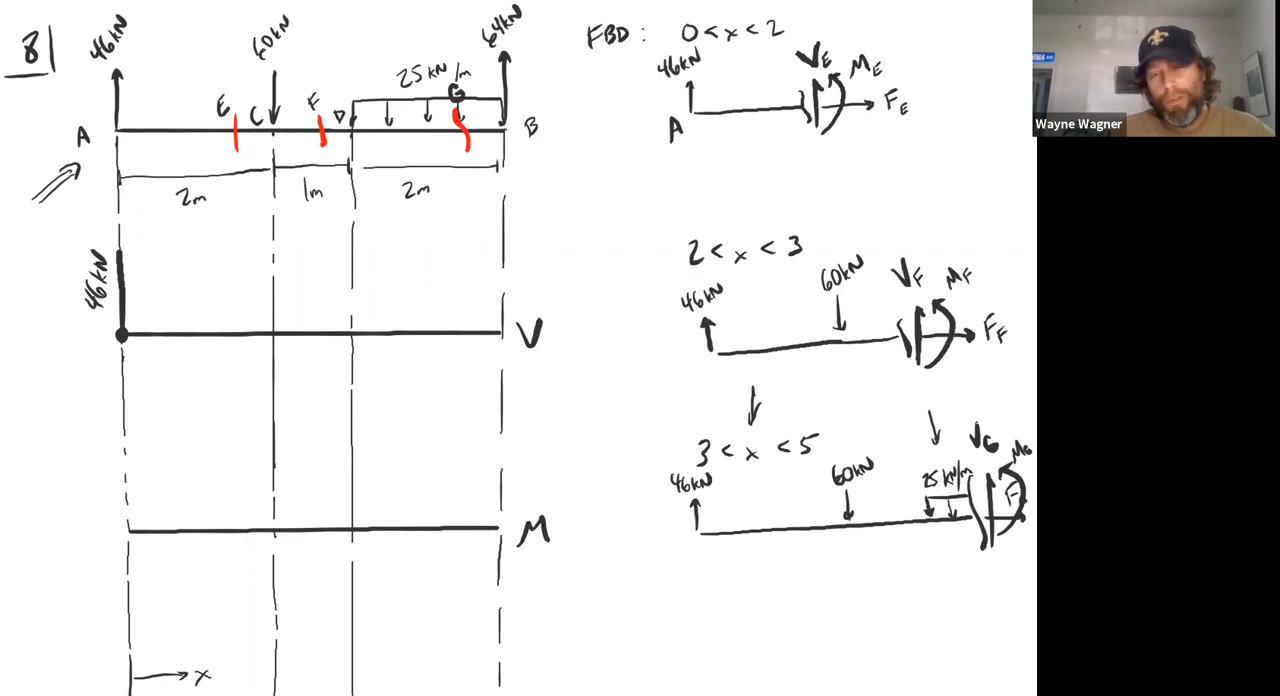 8
46kN
60kN
64kN
25 kN/m
A
E
C
F
D
G
B
2m
1m
2m
46kN
V
M
x
FBD: 0 < x < 2
46kN
VE
ME
FE
A
2 < x < 3
46kN
60kN
VF
MF
FF
3 < x < 5
46kN
60kN
25 kN/m
VG
MG
F
Wayne Wagner